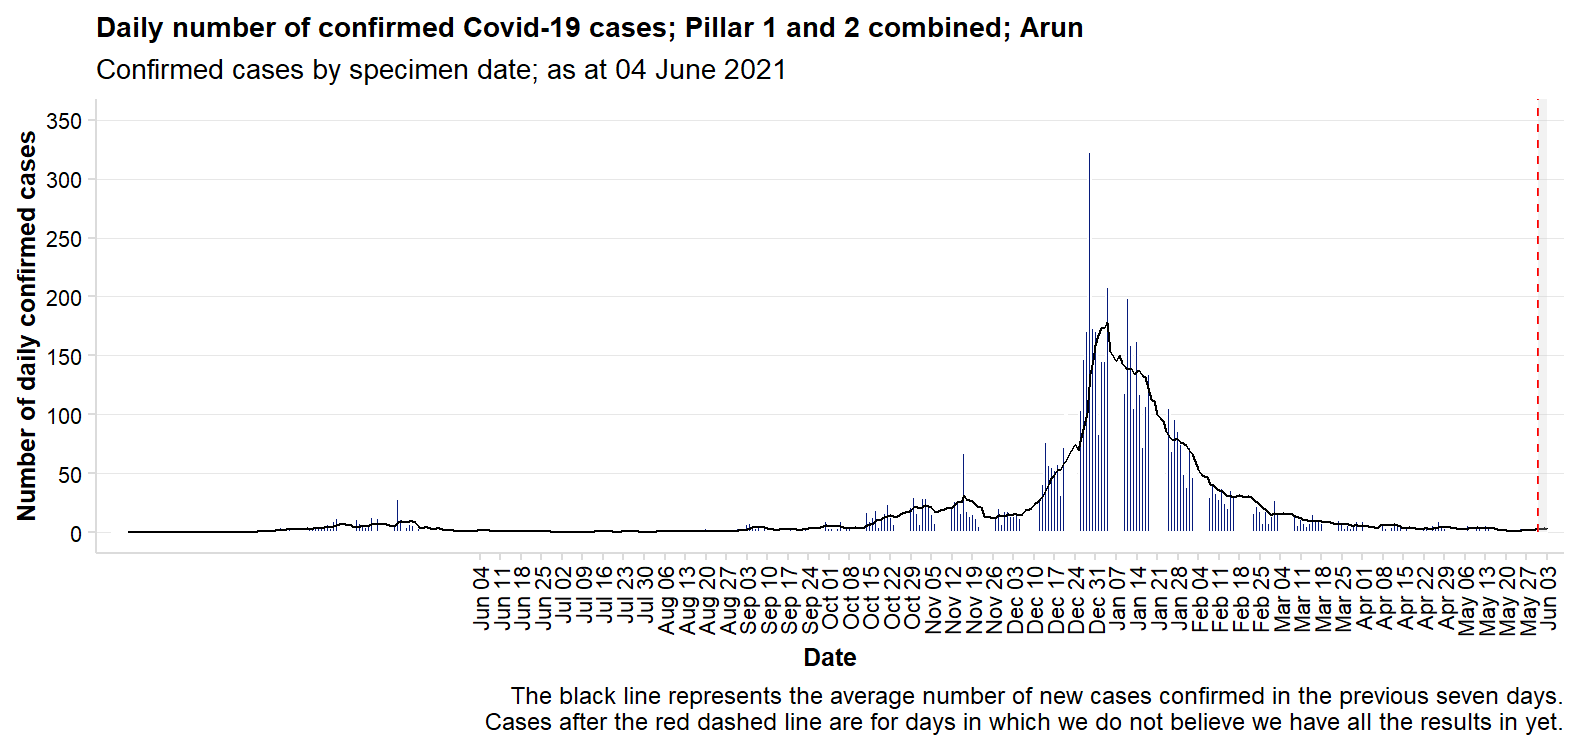 Daily number of confirmed Covid-19 cases; Pillar 1 and 2 combined; Arun
Confirmed cases by specimen date; as at 04 June 2021
Number of daily confirmed cases
350
300
250
200
150
100
50
0
Jun 04
Jun 11
Jun 18
Jun 25
Jul 02
Jul 09
Jul 16
Jul 23
Jul 30
Aug 06
Aug 13
Aug 20
Aug 27
Sep 03
Sep 10
Sep 17
Sep 24
Oct 01
Oct 08
Oct 15
Oct 22
Oct 29
Nov 05
Nov 12
Nov 19
Nov 26
Dec 03
Dec 10
Dec 17
Dec 24
Dec 31
Jan 07
Jan 14
Jan 21
Jan 28
Feb 04
Feb 11
Feb 18
Feb 25
Mar 04
Mar 11
Mar 18
Mar 25
Apr 01
Apr 08
Apr 15
Apr 22
Apr 29
May 06
May 13
May 20
May 27
Jun 03
Date
The black line represents the average number of new cases confirmed in the previous seven days.
Cases after the red dashed line are for days in which we do not believe we have all the results in yet.